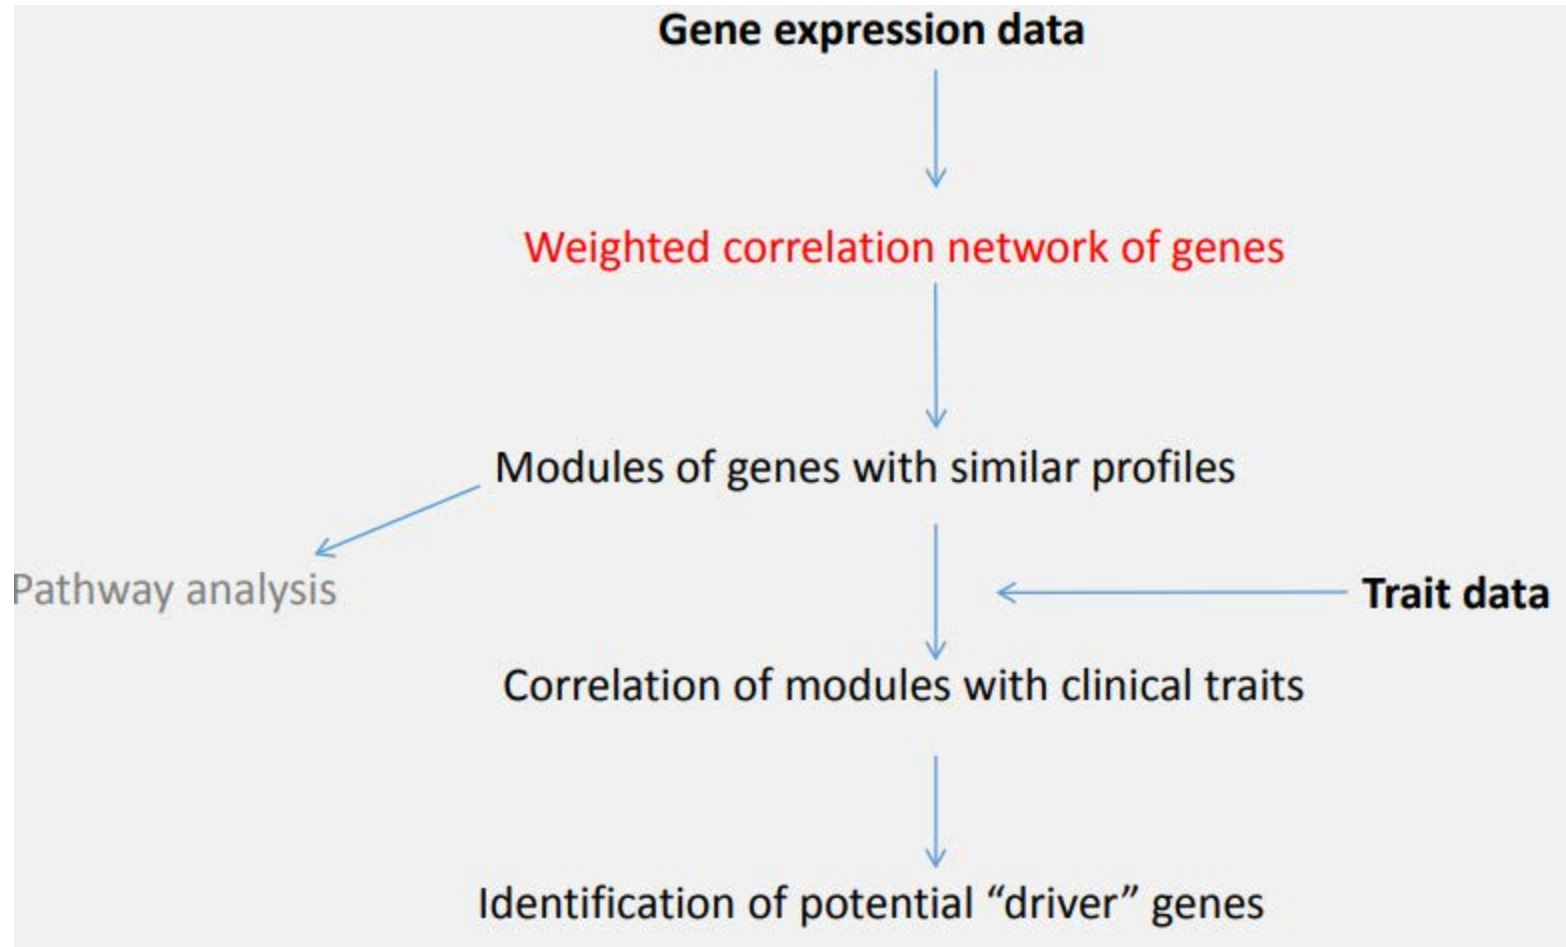 Gene expression data
Weighted correlation network of genes
Modules of genes with similar profiles
Pathway analysis
Trait data
Correlation of modules with clinical traits
Identification of potential “driver” genes